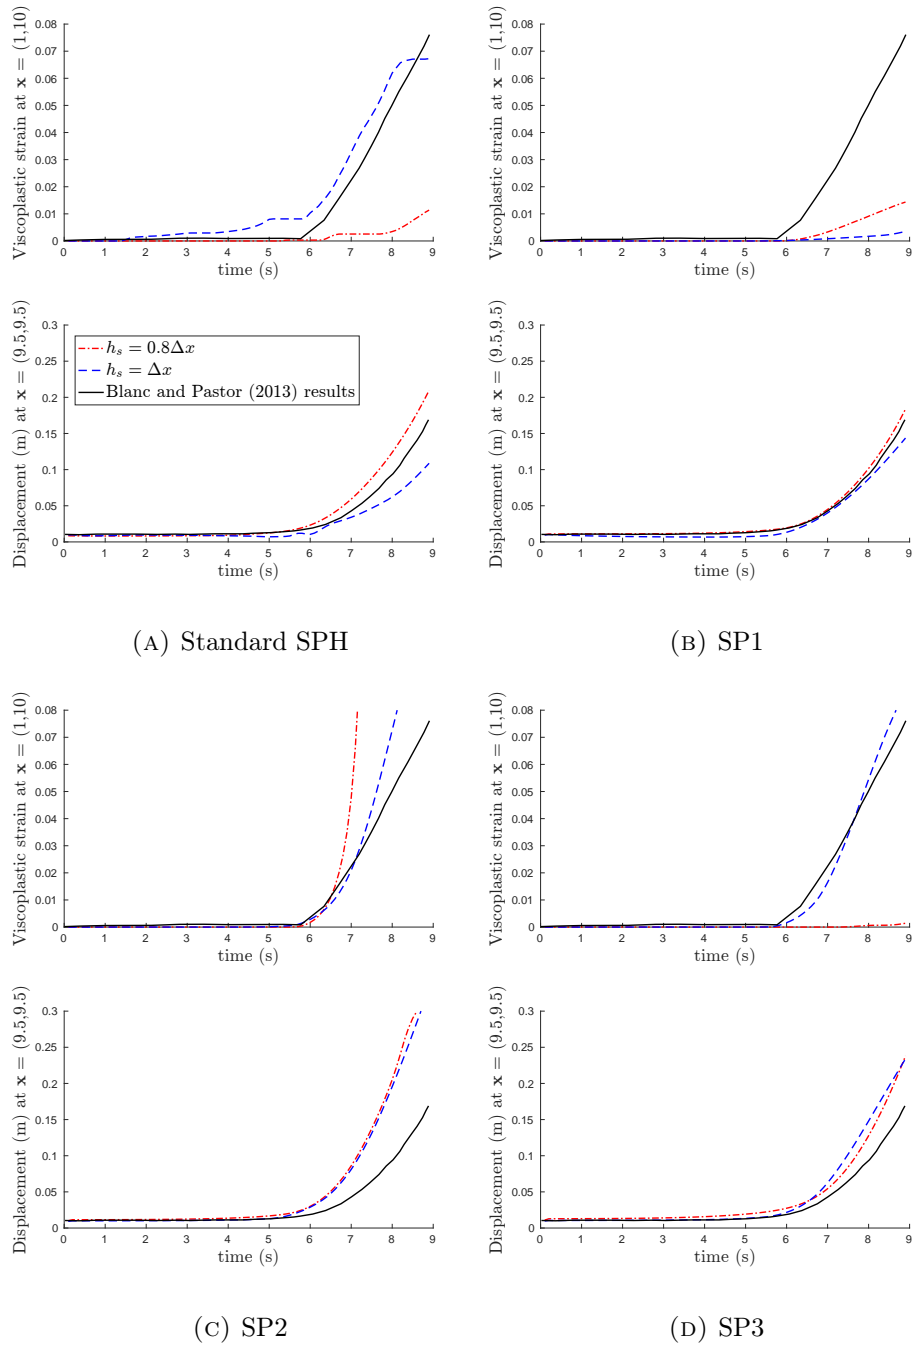 Viscoplastic strain at x = (1,10)
0.08
0.07
0.06
0.05
0.04
0.03
0.02
0.01
0
0 1 2 3 4 5 6 7 8 9
time (s)
Viscoplastic strain at x = (1,10)
0.08
0.07
0.06
0.05
0.04
0.03
0.02
0.01
0
0 1 2 3 4 5 6 7 8 9
time (s)
Displacement (m) at x = (9.5,9.5)
0.3
0.25
0.2
0.15
0.1
0.05
0
0 1 2 3 4 5 6 7 8 9
time (s)
h_s = 0.8Δx
h_s = Δx
Blanc and Pastor (2013) results
Displacement (m) at x = (9.5,9.5)
0.3
0.25
0.2
0.15
0.1
0.05
0
0 1 2 3 4 5 6 7 8 9
time (s)
(A) Standard SPH
(B) SP1
Viscoplastic strain at x = (1,10)
0.08
0.07
0.06
0.05
0.04
0.03
0.02
0.01
0
0 1 2 3 4 5 6 7 8 9
time (s)
Viscoplastic strain at x = (1,10)
0.08
0.07
0.06
0.05
0.04
0.03
0.02
0.01
0
0 1 2 3 4 5 6 7 8 9
time (s)
Displacement (m) at x = (9.5,9.5)
0.3
0.25
0.2
0.15
0.1
0.05
0
0 1 2 3 4 5 6 7 8 9
time (s)
Displacement (m) at x = (9.5,9.5)
0.3
0.25
0.2
0.15
0.1
0.05
0
0 1 2 3 4 5 6 7 8 9
time (s)
(C) SP2
(D) SP3